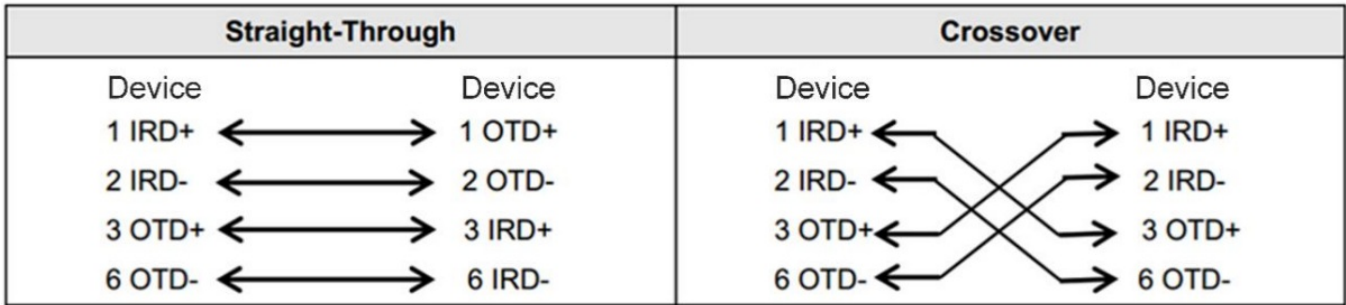 Straight-Through Crossover
Device Device Device Device
1 IRD+ 1 OTD+ 1 IRD+ 1 IRD+
2 IRD- 2 OTD- 2 IRD- 2 IRD-
3 OTD+ 3 IRD+ 3 OTD+ 3 OTD+
6 OTD- 6 IRD- 6 OTD- 6 OTD-